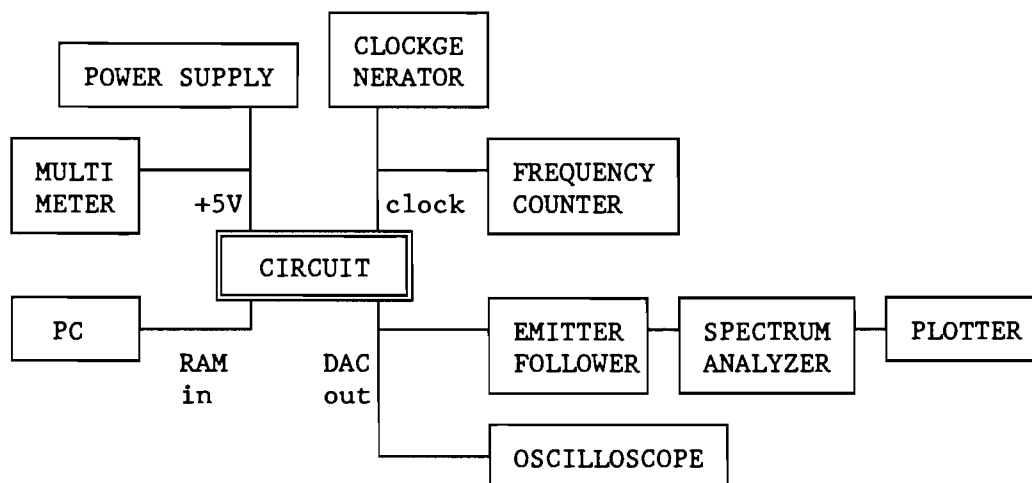 POWER SUPPLY
CLOCKGE
NERATOR
MULTI
METER
+5V
clock
FREQUENCY
COUNTER
CIRCUIT
PC
RAM
in
DAC
out
EMITTER
FOLLOWER
SPECTRUM
ANALYZER
PLOTTER
OSCILLOSCOPE